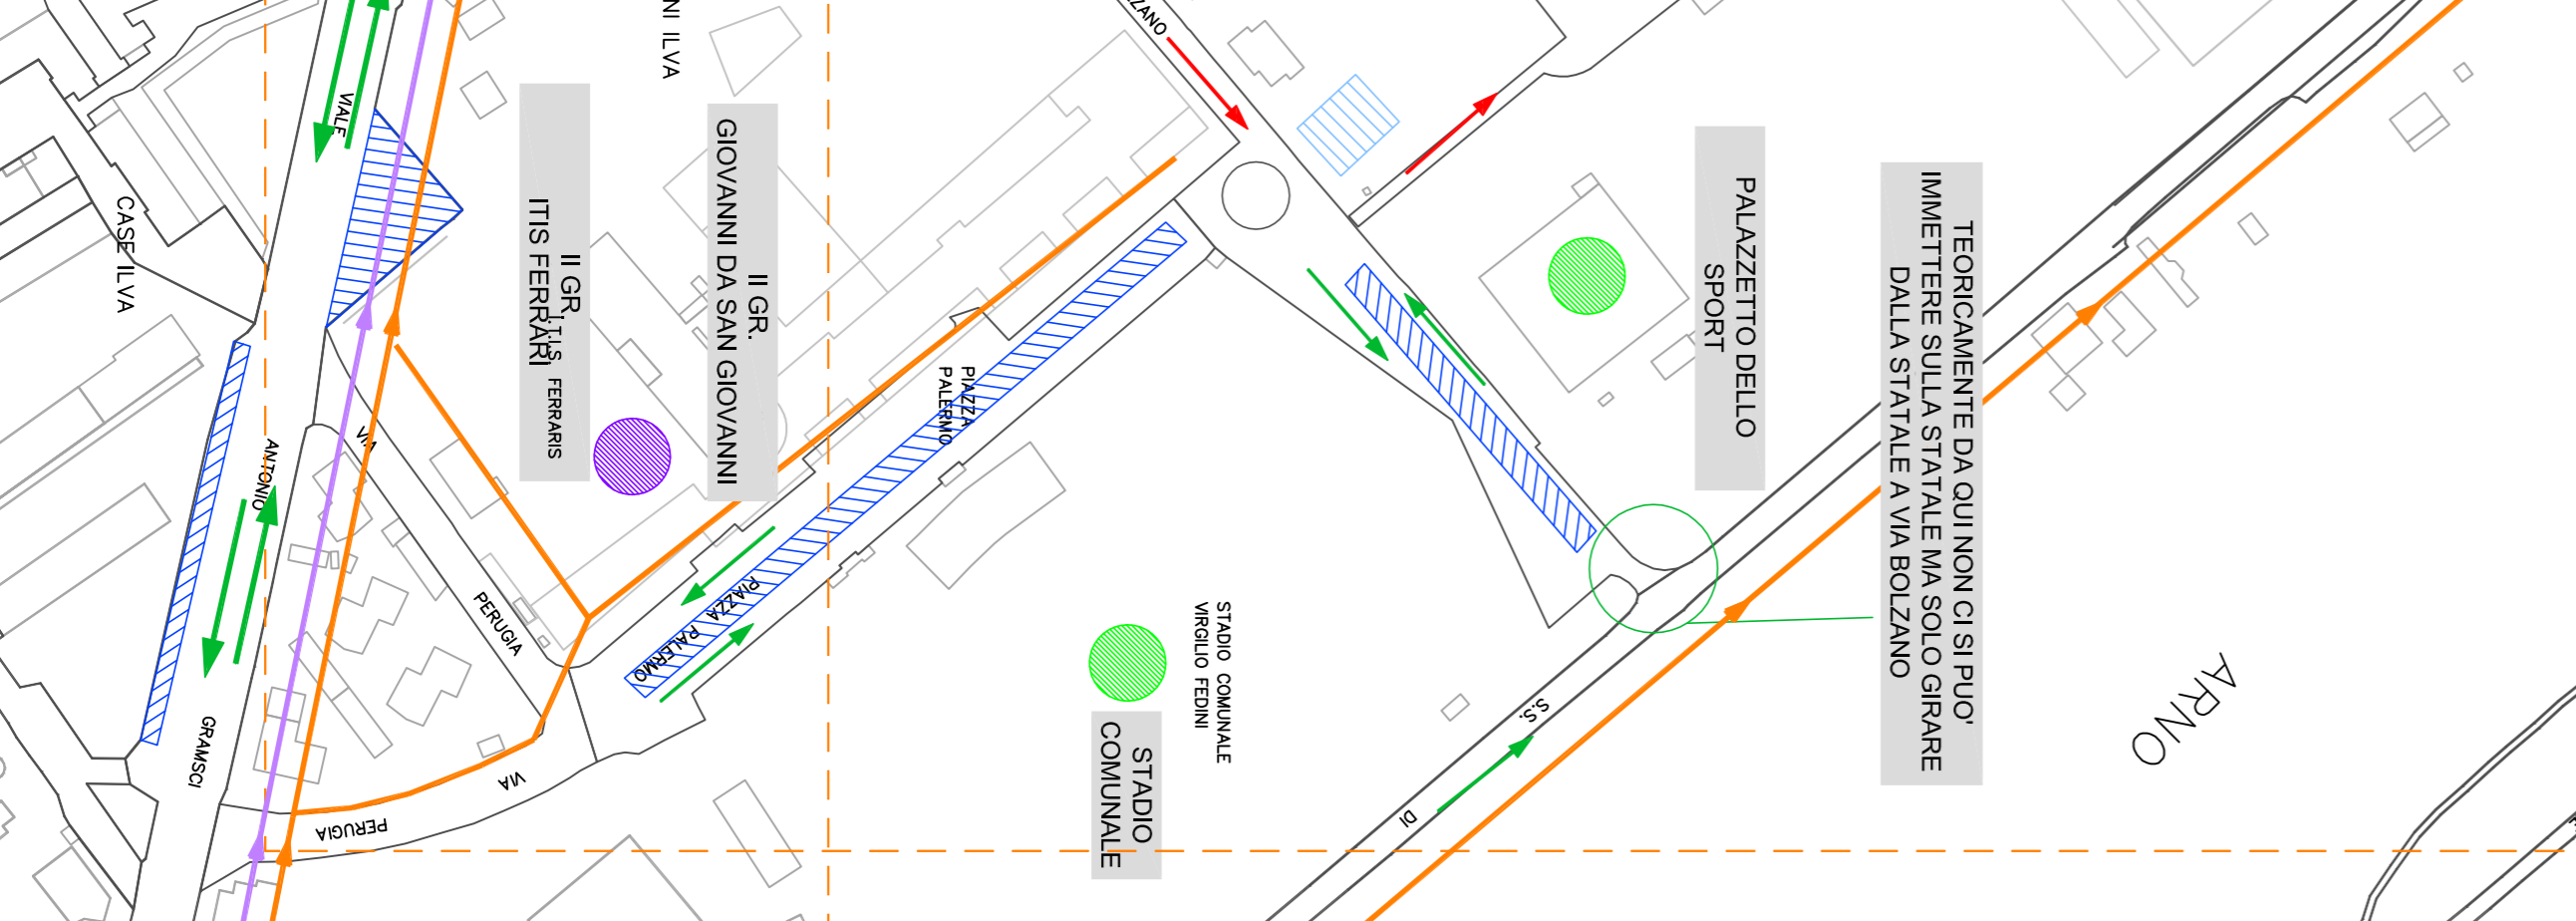 NI ILVA
ZANO
VIALE
CASE ILVA
II GR.
ITIS FERRARI
I.T.I.S. FERRARIS
II GR.
GIOVANNI DA SAN GIOVANNI
PALAZZETTO DELLO
SPORT
TEORICAMENTE DA QUI NON CI SI PUO'
IMMETTERE SULLA STATALE MA SOLO GIRARE
DALLA STATALE A VIA BOLZANO
PIAZZA
PALERMO
ANTONIO
VIA
PERUGIA
PIAZZA PALERMO
STADIO COMUNALE
VIRGILIO FEDINI
STADIO
COMUNALE
S.S.
DI
ARNO
GRAMSCI
VIA
PERUGIA